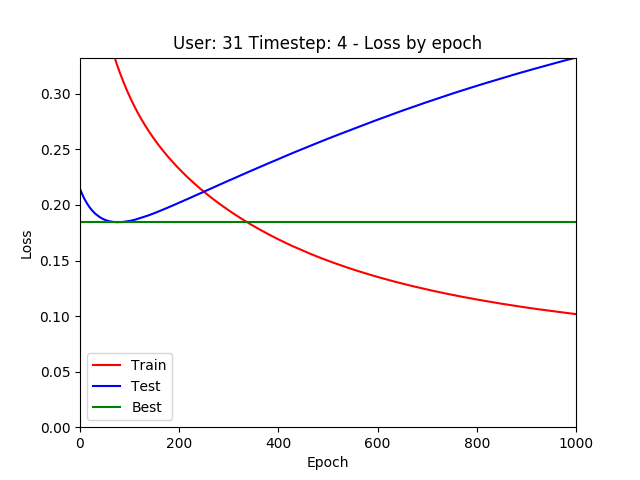 User: 31 Timestep: 4 - Loss by epoch
Loss
0.30
0.25
0.20
0.15
0.10
0.05
0.00
Train
Test
Best
0 200 400 600 800 1000
Epoch